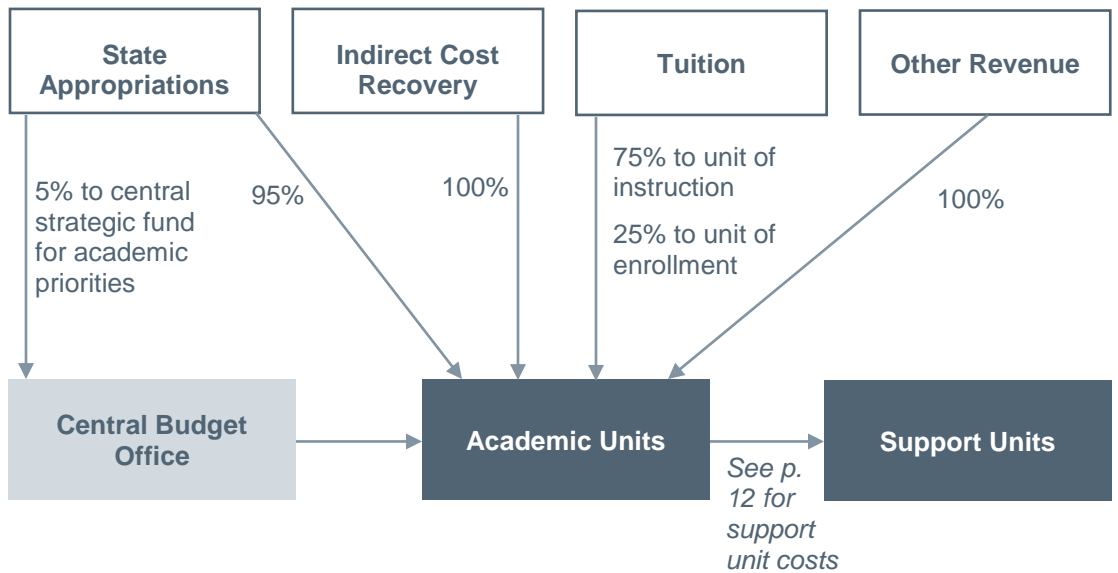 State
Appropriations
Indirect Cost
Recovery
Tuition
Other Revenue
5% to central
strategic fund
for academic
priorities
95%
100%
75% to unit of
instruction
25% to unit of
enrollment
100%
Central Budget
Office
Academic Units
Support Units
See p.
12 for
support
unit costs